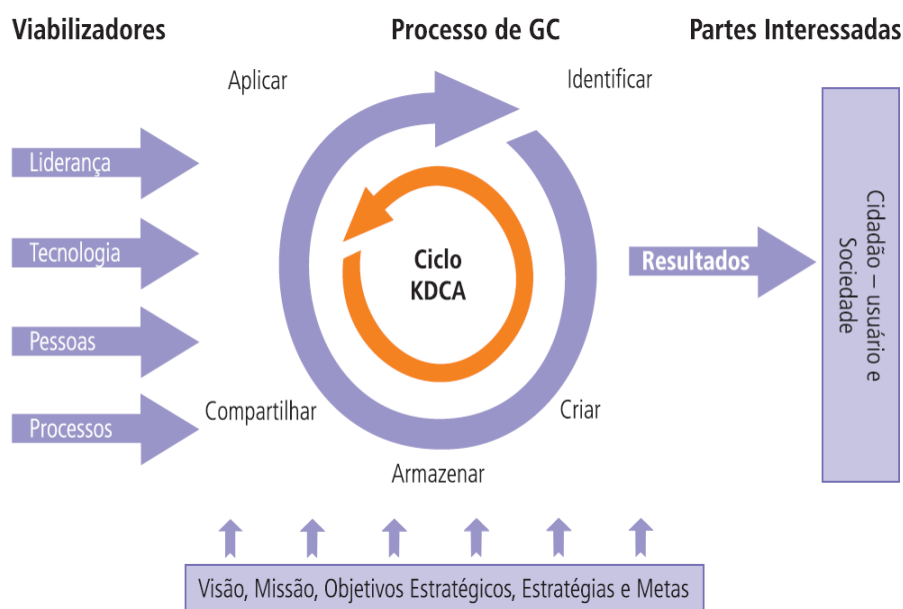 Viabilizadores
Processo de GC
Partes Interessadas
Aplicar
Identificar
Liderança
Tecnologia
Pessoas
Processos
Ciclo
KDCA
Compartilhar
Criar
Armazenar
Resultados
Cidadão – usuário e
Sociedade
Visão, Missão, Objetivos Estratégicos, Estratégias e Metas